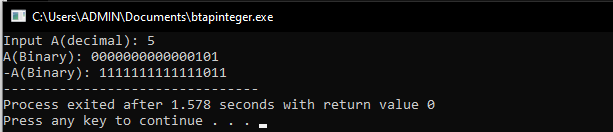 C:\Users\ADMIN\Documents\btapinteger.exe
Input A(decimal): 5
A(Binary): 0000000000000101
-A(Binary): 1111111111111011
--------------------------------
Process exited after 1.578 seconds with return value 0
Press any key to continue . . .